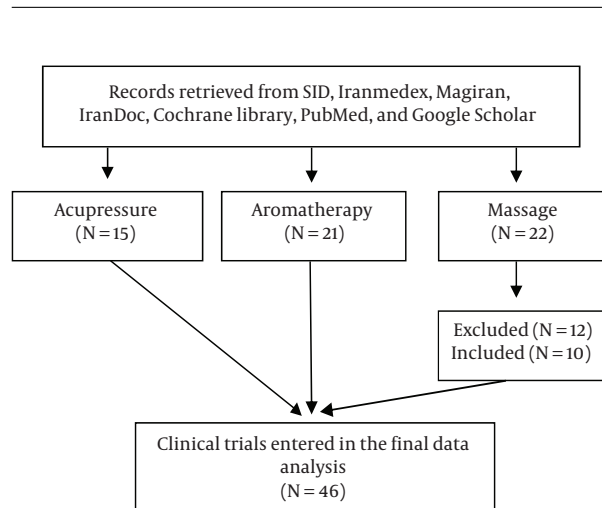 Records retrieved from SID, Iranmedex, Magiran,
IranDoc, Cochrane library, PubMed, and Google Scholar
Acupressure
(N = 15)
Aromatherapy
(N = 21)
Massage
(N = 22)
Excluded (N = 12)
Included (N = 10)
Clinical trials entered in the final data
analysis
(N = 46)